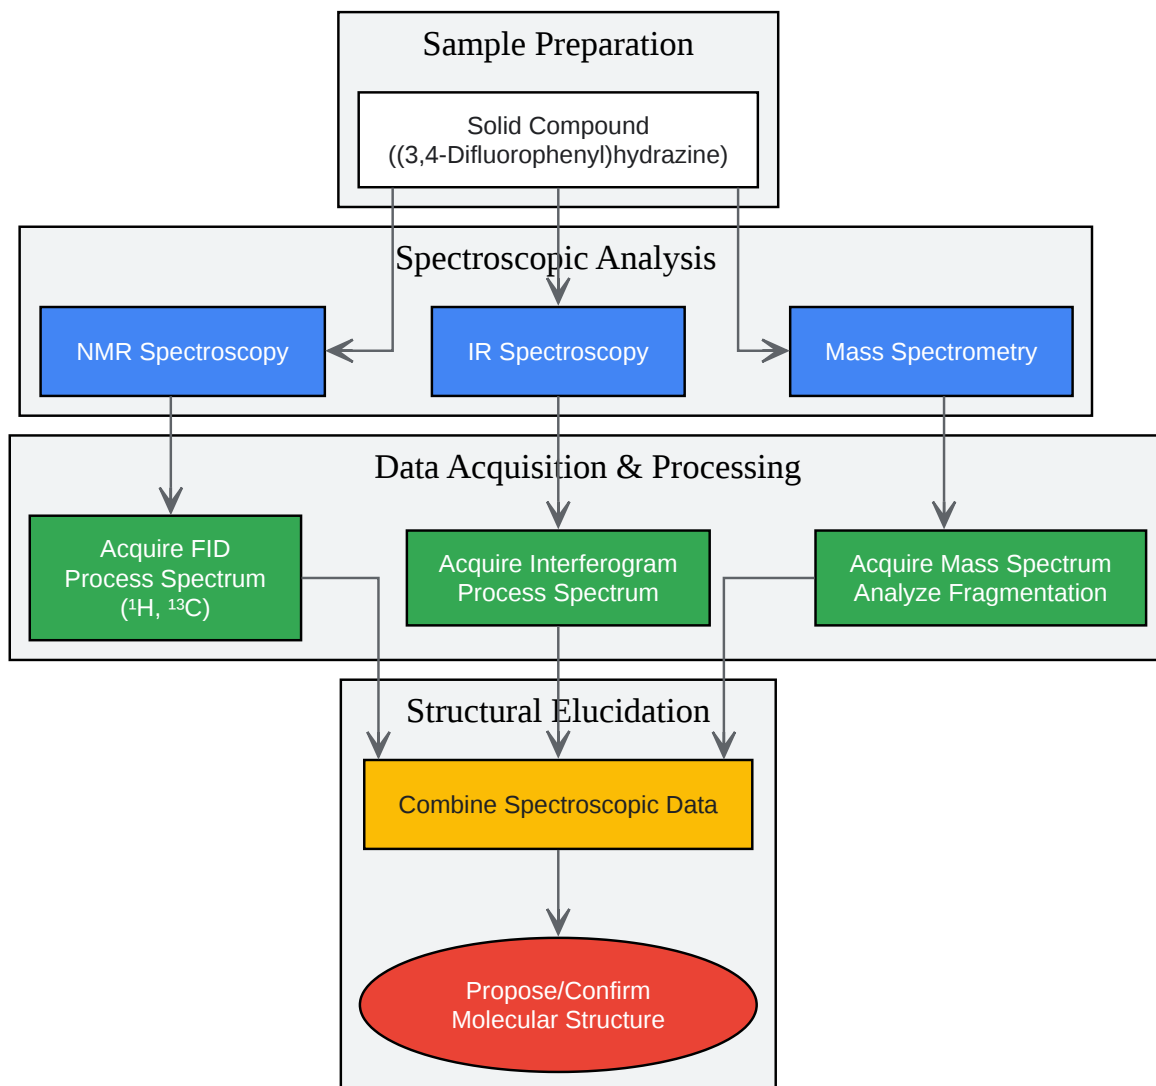 Sample Preparation
Solid Compound
((3,4-Difluorophenyl)hydrazine)
Spectroscopic Analysis
NMR Spectroscopy
IR Spectroscopy
Mass Spectrometry
Data Acquisition & Processing
Acquire FID
Process Spectrum
(¹H, ¹³C)
Acquire Interferogram
Process Spectrum
Acquire Mass Spectrum
Analyze Fragmentation
Structural Elucidation
Combine Spectroscopic Data
Propose/Confirm
Molecular Structure